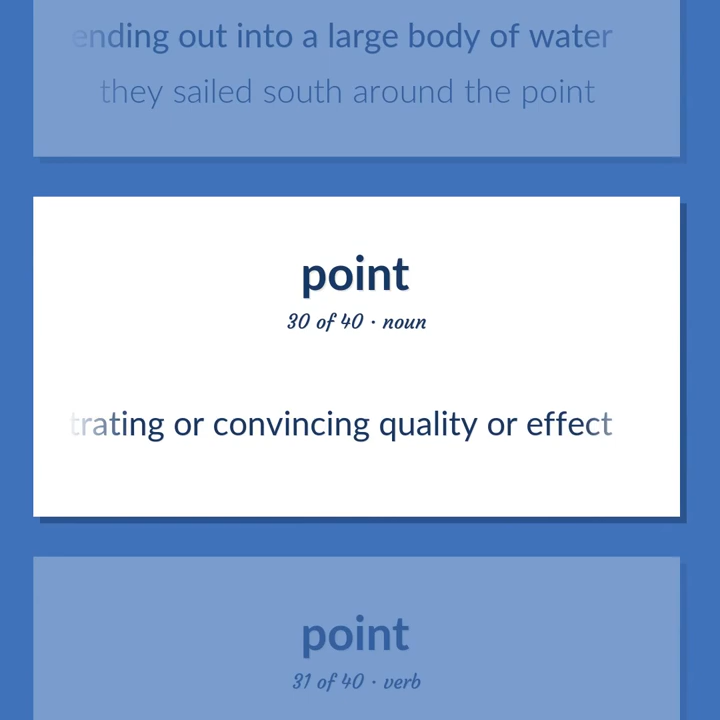 ending out into a large body of water
they sailed south around the point
point
30 of 40 · noun
trating or convincing quality or effect
point
31 of 40 · verb